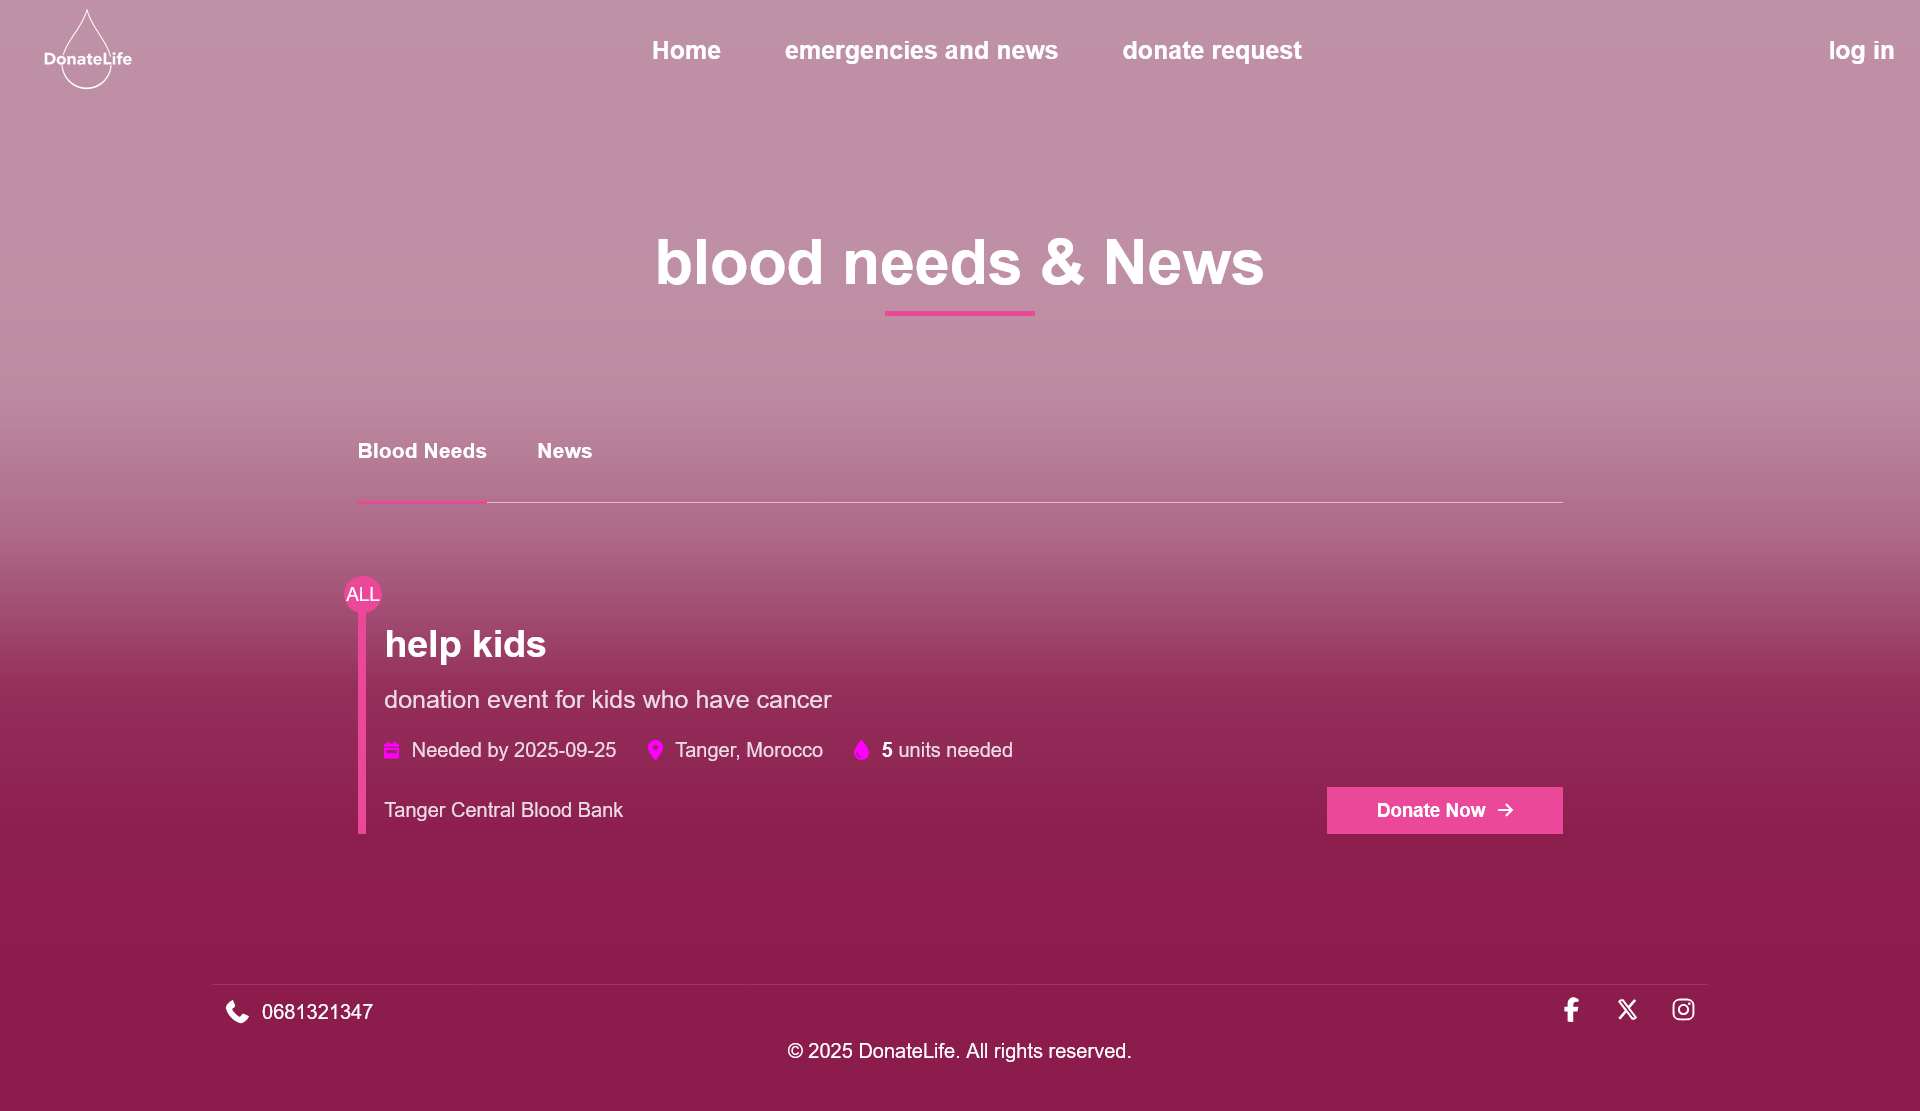 DonateLife
Home
emergencies and news
donate request
log in
blood needs & News
Blood Needs
News
ALL
help kids
donation event for kids who have cancer
Needed by 2025-09-25
Tanger, Morocco
5 units needed
Tanger Central Blood Bank
Donate Now
0681321347
© 2025 DonateLife. All rights reserved.